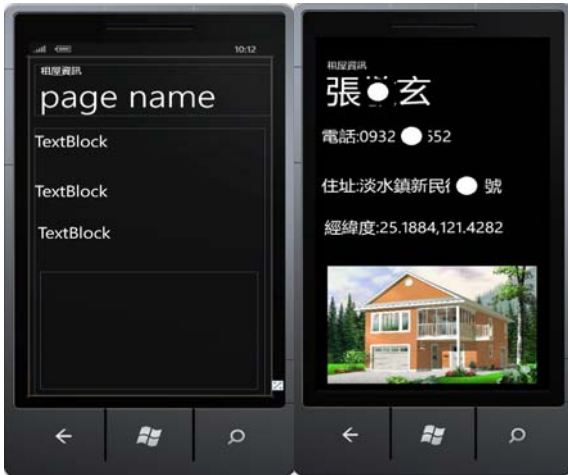 10:12
租屋資訊
page name
TextBlock
TextBlock
TextBlock
租屋資訊
張 玄
電話:0932 552
住址:淡水鎮新民 號
經緯度:25.1884,121.4282